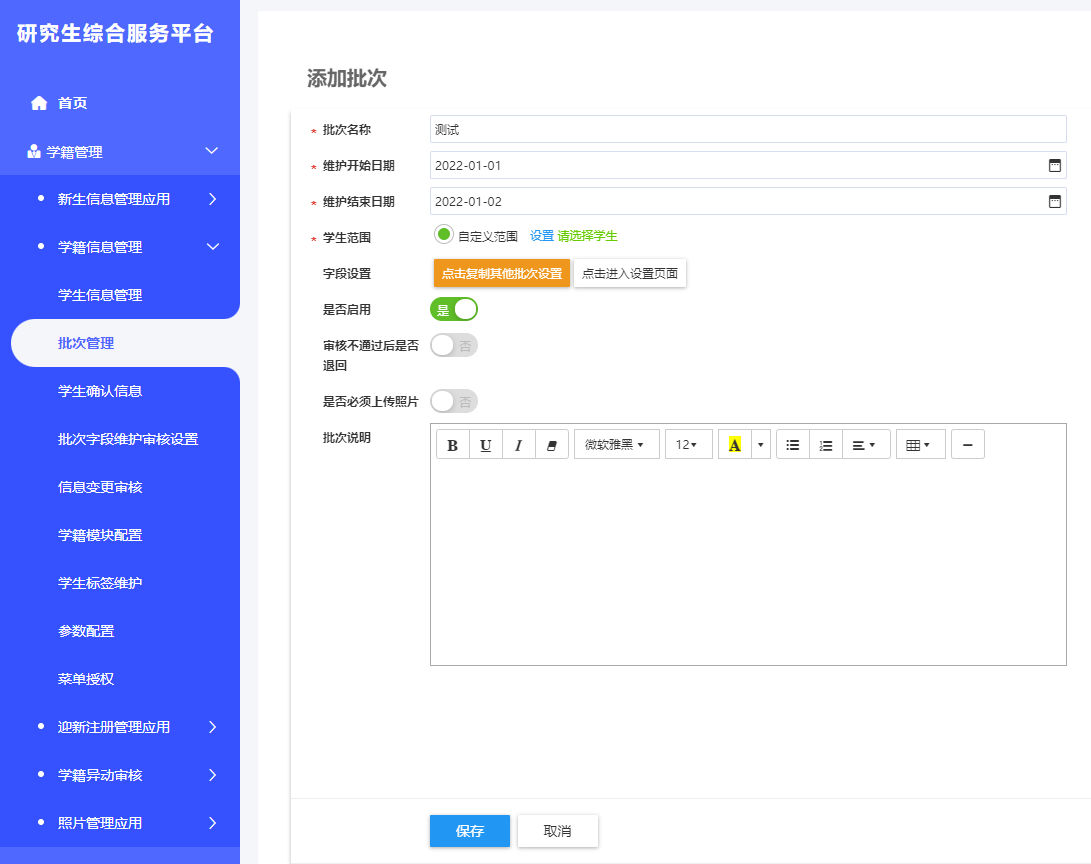 研究生综合服务平台
首页
学籍管理
新生信息管理应用
学籍信息管理
学生信息管理
批次管理
学生确认信息
批次字段维护审核设置
信息变更审核
学籍模块配置
学生标签维护
参数配置
菜单授权
迎新注册管理应用
学籍异动审核
照片管理应用
添加批次
* 批次名称 测试
* 维护开始日期 2022-01-01
* 维护结束日期 2022-01-02
* 学生范围 自定义范围 设置 请选择学生
字段设置 点击复制其他批次设置 点击进入设置页面
是否启用 是
审核不通过后是否 否
退回
是否必须上传照片 否
批次说明
B U I 微软雅黑 12 A
保存 取消